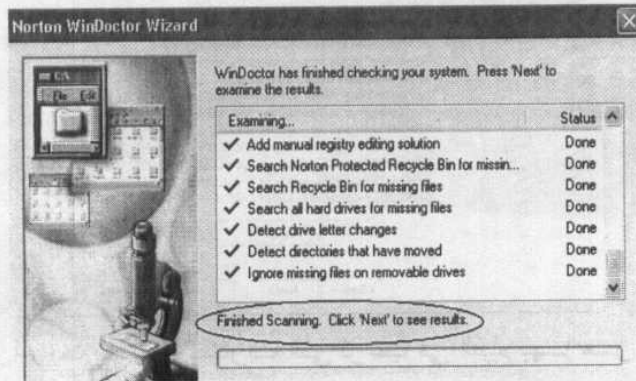 Norton WinDoctor Wizard
WinDoctor has finished checking your system. Press 'Next' to
examine the results.
Examining... Status
Add manual registry editing solution Done
Search Norton Protected Recycle Bin for missin... Done
Search Recycle Bin for missing files Done
Search all hard drives for missing files Done
Detect drive letter changes Done
Detect directories that have moved Done
Ignore missing files on removable drives Done
Finished Scanning. Click 'Next' to see results.
File Edit